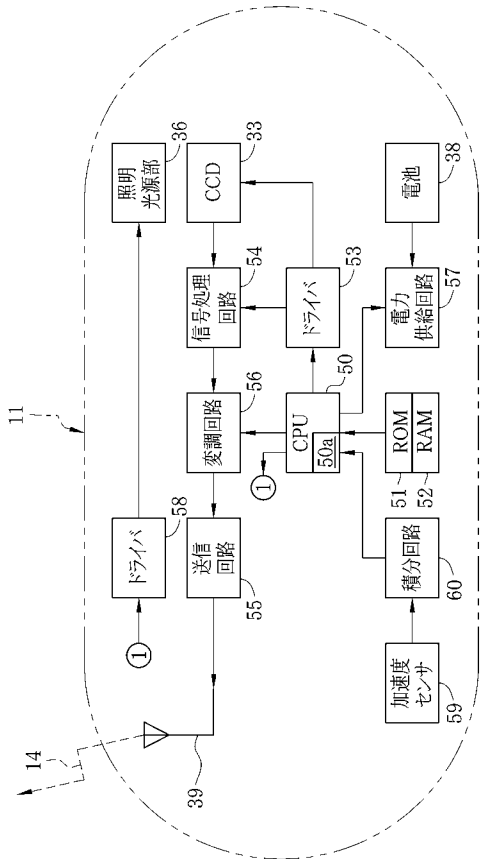 11
14
39
①
ドライバ
58
照明
光源部
36
送信
回路
55
変調回路
56
信号処理
回路
54
CCD
33
①
CPU
50a
50
ドライバ
53
加速度
センサ
59
積分回路
60
ROM
51
RAM
52
電力
供給回路
57
電池
38